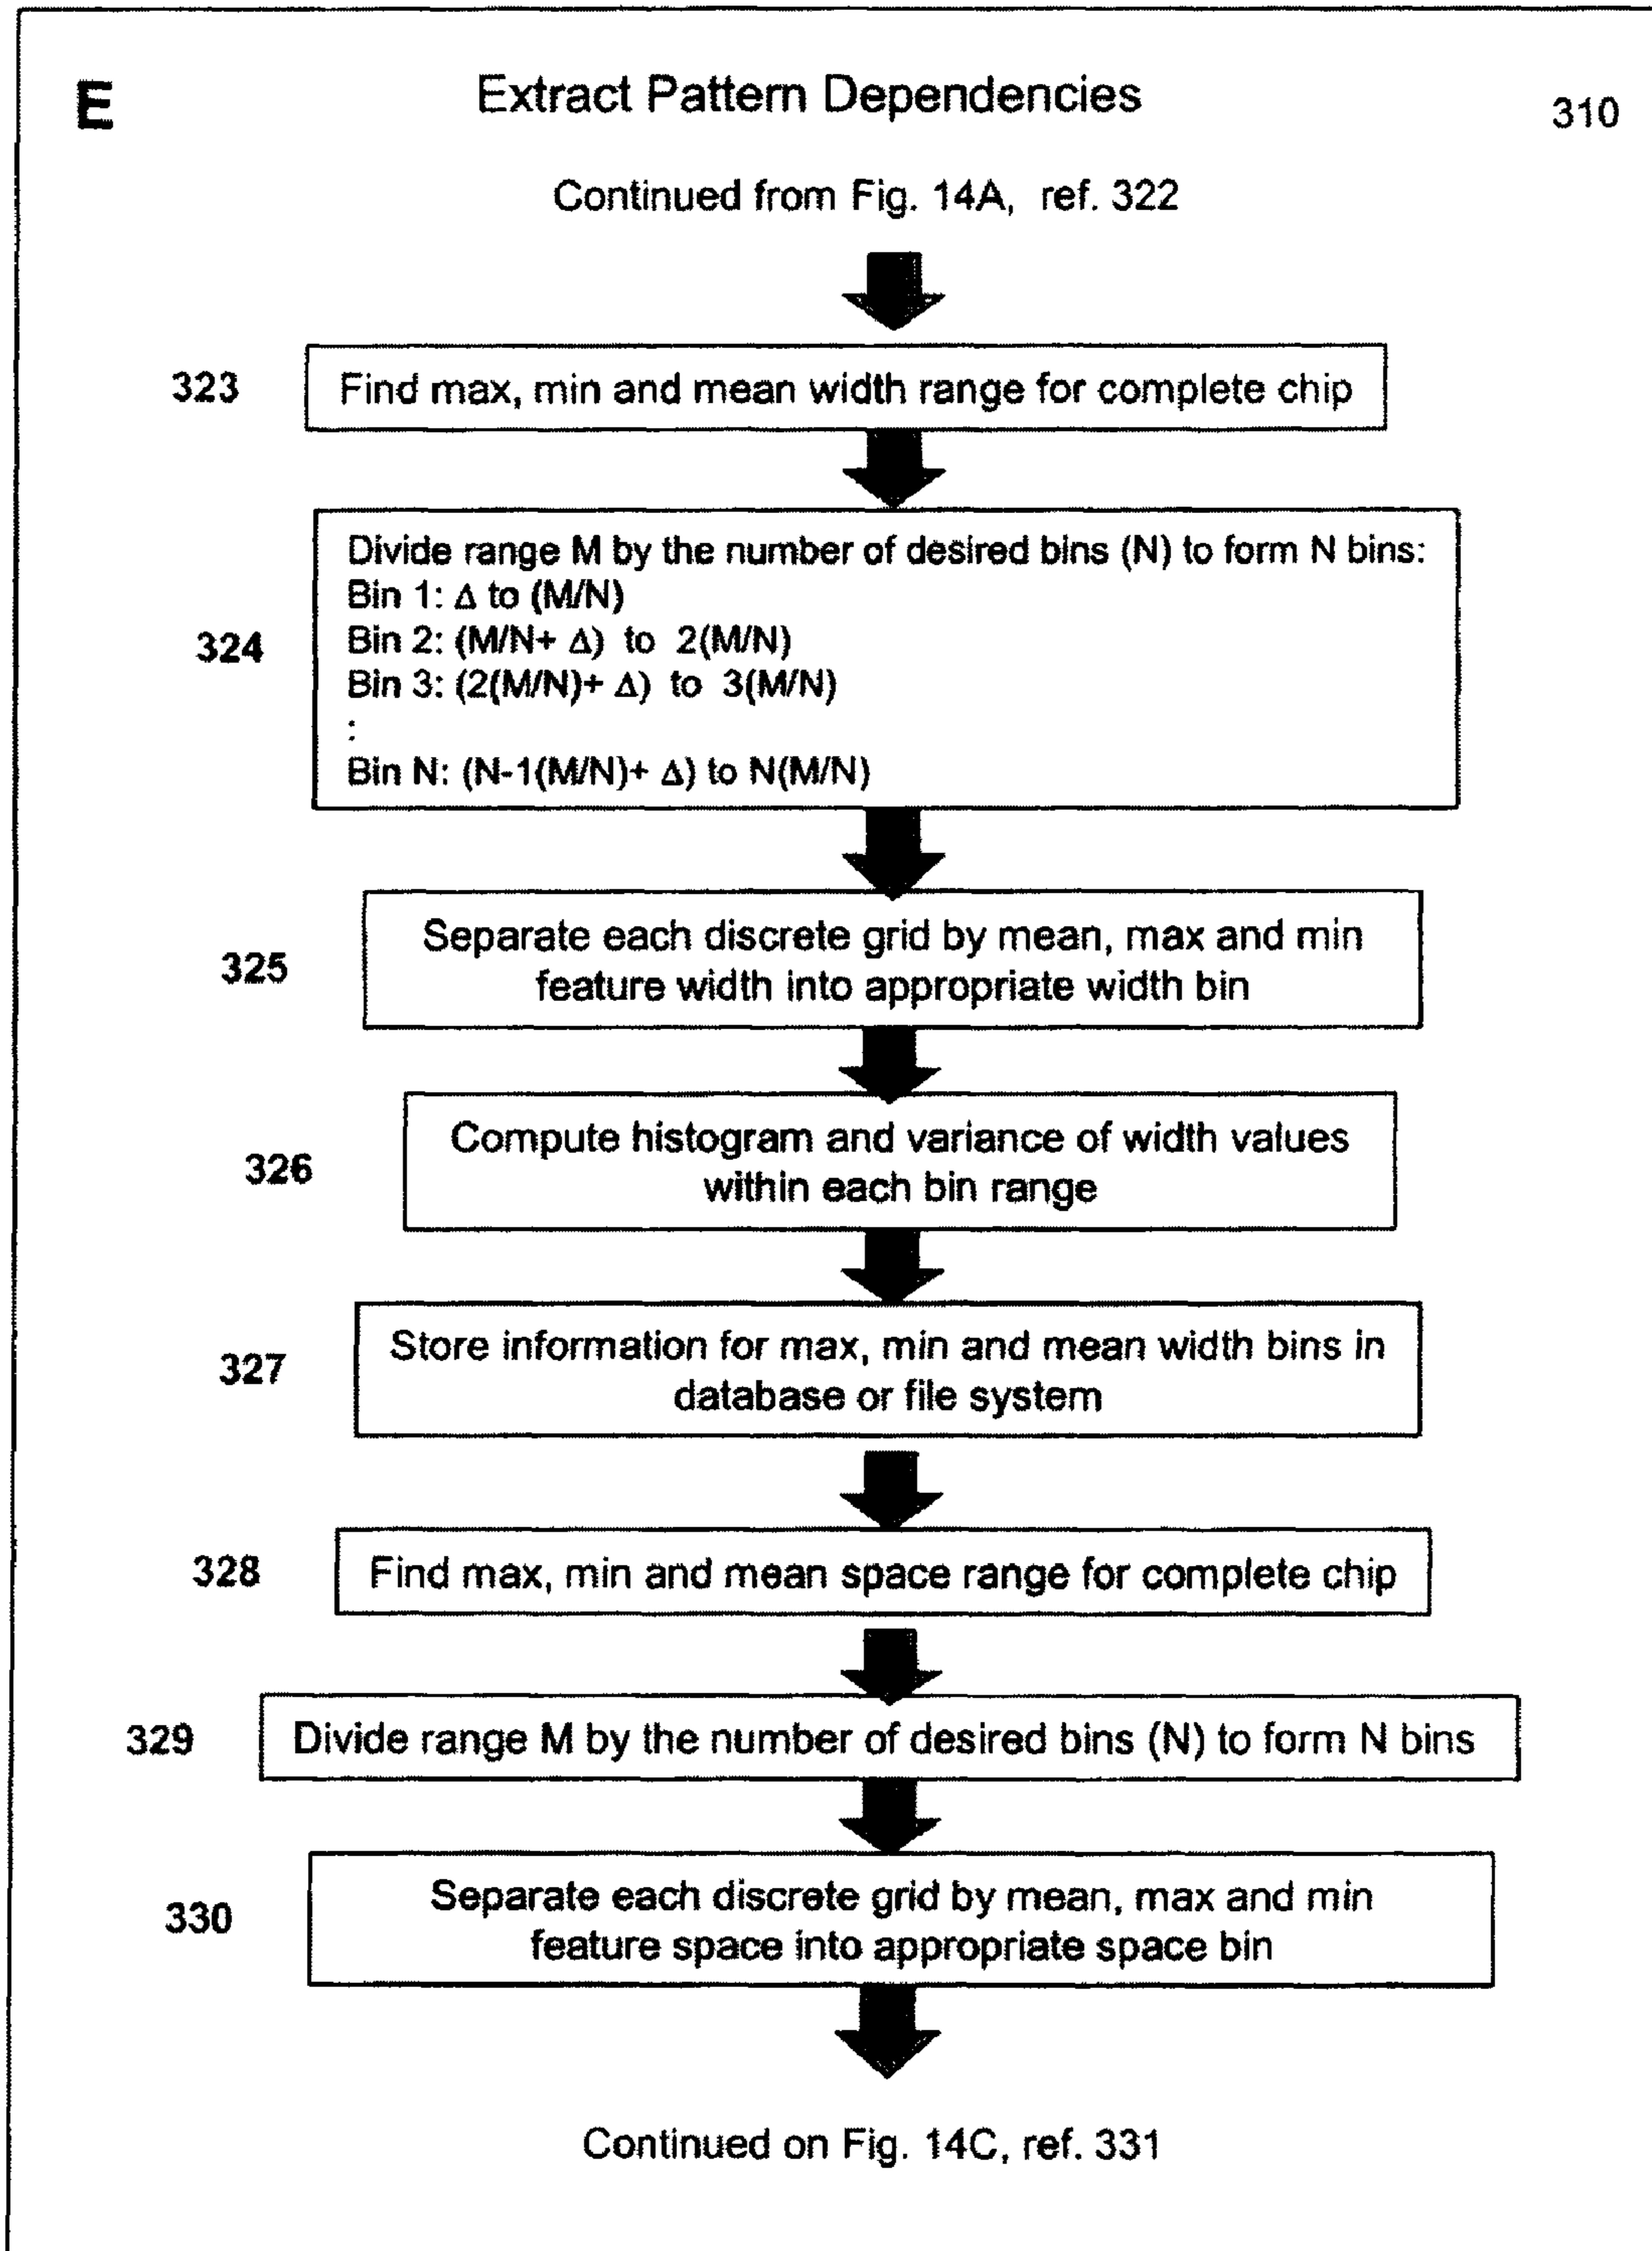 E
Extract Pattern Dependencies
310
Continued from Fig. 14A, ref. 322
323
Find max, min and mean width range for complete chip
324
Divide range M by the number of desired bins (N) to form N bins:
Bin 1: Δ to (M/N)
Bin 2: (M/N+ Δ) to 2(M/N)
Bin 3: (2(M/N)+ Δ) to 3(M/N)
:
Bin N: (N-1(M/N)+ Δ) to N(M/N)
325
Separate each discrete grid by mean, max and min
feature width into appropriate width bin
326
Compute histogram and variance of width values
within each bin range
327
Store information for max, min and mean width bins in
database or file system
328
Find max, min and mean space range for complete chip
329
Divide range M by the number of desired bins (N) to form N bins
330
Separate each discrete grid by mean, max and min
feature space into appropriate space bin
Continued on Fig. 14C, ref. 331